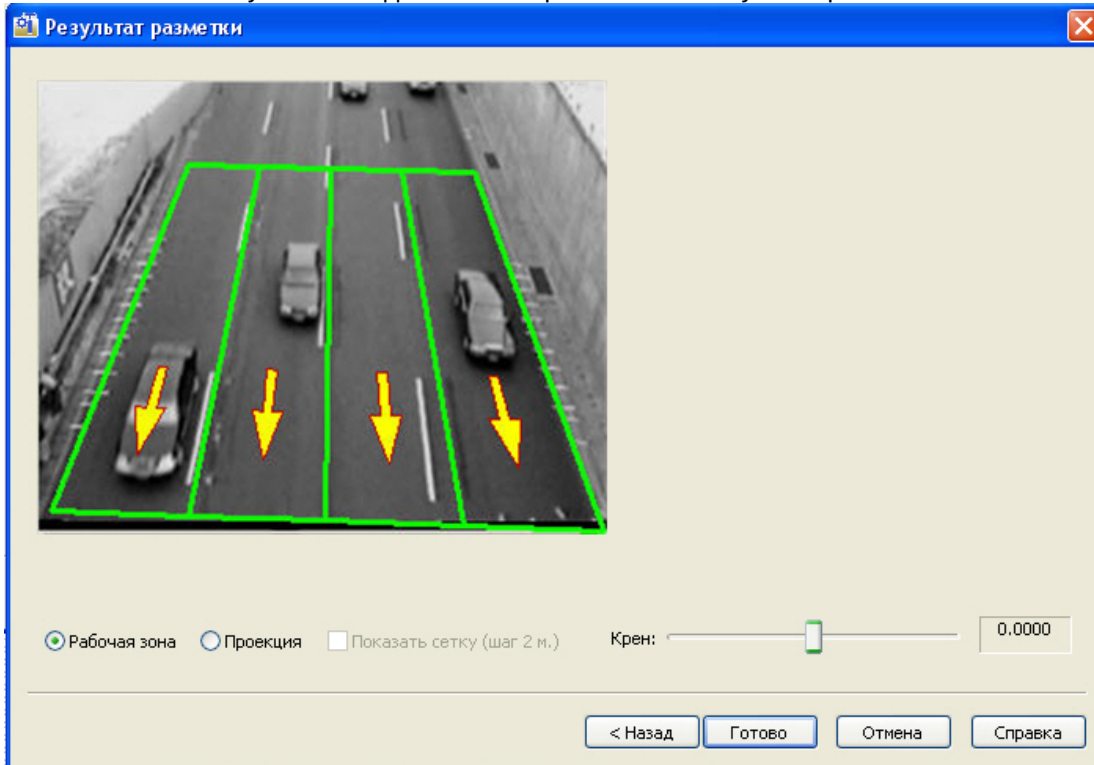 Результат разметки
Рабочая зона Проекция Показать сетку (шаг 2 м.) Крен: 0.0000
< Назад Готово Отмена Справка